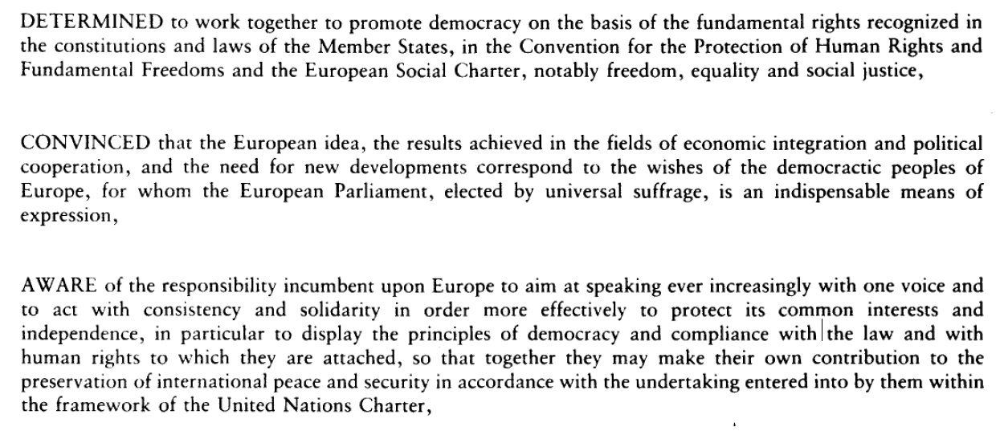 DETERMINED to work together to promote democracy on the basis of the fundamental rights recognized in
the constitutions and laws of the Member States, in the Convention for the Protection of Human Rights and
Fundamental Freedoms and the European Social Charter, notably freedom, equality and social justice,
CONVINCED that the European idea, the results achieved in the fields of economic integration and political
cooperation, and the need for new developments correspond to the wishes of the democractic peoples of
Europe, for whom the European Parliament, elected by universal suffrage, is an indispensable means of
expression,
AWARE of the responsibility incumbent upon Europe to aim at speaking ever increasingly with one voice and
to act with consistency and solidarity in order more effectively to protect its common interests and
independence, in particular to display the principles of democracy and compliance with the law and with
human rights to which they are attached, so that together they may make their own contribution to the
preservation of international peace and security in accordance with the undertaking entered into by them within
the framework of the United Nations Charter,